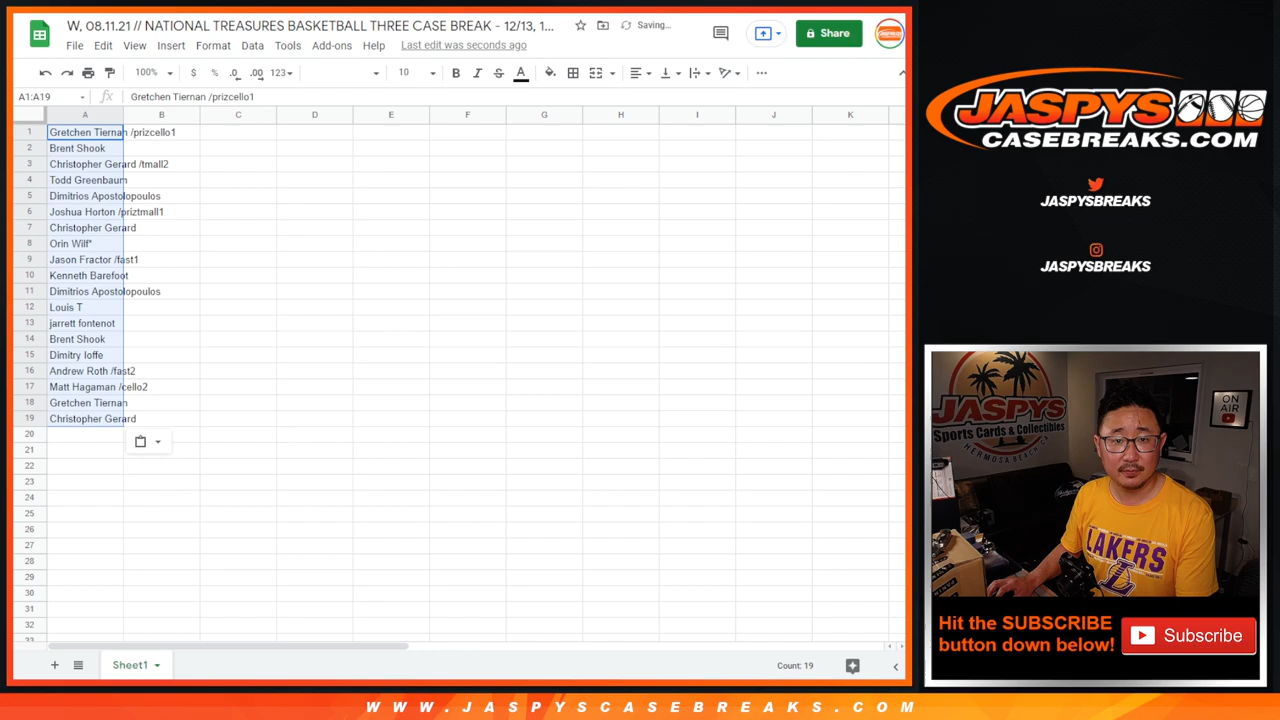 W, 08.11.21 // NATIONAL TREASURES BASKETBALL THREE CASE BREAK - 12/13, 1...
Saving...
File Edit View Insert Format Data Tools Add-ons Help Last edit was seconds ago
Share
100% $ % .0 .00 123 10 B I S A
A1:A19 fx Gretchen Tiernan /prizcello1
A B C D E F G H I J K
1 Gretchen Tiernan /prizcello1
2 Brent Shook
3 Christopher Gerard /tmall2
4 Todd Greenbaum
5 Dimitrios Apostolopoulos
6 Joshua Horton /priztmall1
7 Christopher Gerard
8 Orin Wilf*
9 Jason Fractor /fast1
10 Kenneth Barefoot
11 Dimitrios Apostolopoulos
12 Louis T
13 jarrett fontenot
14 Brent Shook
15 Dimitry Ioffe
16 Andrew Roth /fast2
17 Matt Hagaman /cello2
18 Gretchen Tiernan
19 Christopher Gerard
20
21
22
23
24
25
26
27
28
29
30
31
32
33
Sheet1
Count: 19
JASPYS
CASEBREAKS.COM
JASPYSBREAKS
JASPYSBREAKS
JASPYS
Sports Cards & Collectibles
HERMOSA BEACH
ON
AIR
LAKERS
L
Hit the SUBSCRIBE
button down below!
Subscribe
WWW.JASPYSCASEBREAKS.COM